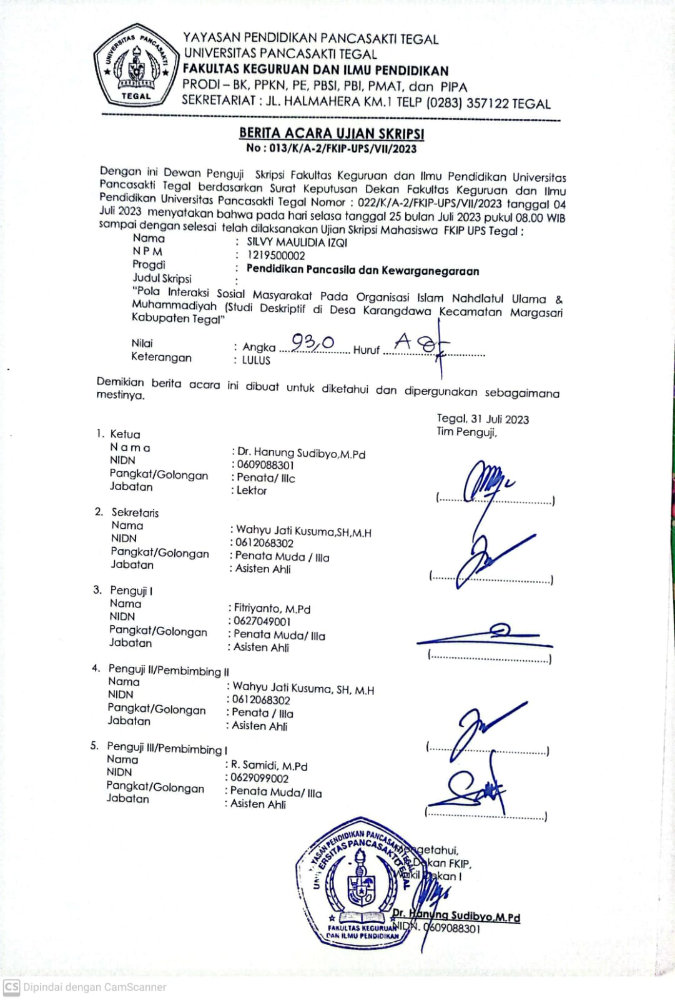 UNIVERSITAS PANCASAKTI
TEGAL
YAYASAN PENDIDIKAN PANCASAKTI TEGAL
UNIVERSITAS PANCASAKTI TEGAL
FAKULTAS KEGURUAN DAN ILMU PENDIDIKAN
PRODI – BK, PPKN, PE, PBSI, PBI, PMAT, dan PIPA
SEKRETARIAT : JL. HALMAHERA KM.1 TELP (0283) 357122 TEGAL
BERITA ACARA UJIAN SKRIPSI
No : 013/K/A-2/FKIP-UPS/VII/2023
Dengan ini Dewan Penguji Skripsi Fakultas Keguruan dan Ilmu Pendidikan Universitas
Pancasakti Tegal berdasarkan Surat Keputusan Dekan Fakultas Keguruan dan Ilmu
Pendidikan Universitas Pancasakti Tegal Nomor : 022/K/A-2/FKIP-UPS/VII/2023 tanggal 04
Juli 2023 menyatakan bahwa pada hari selasa tanggal 25 bulan Juli 2023 pukul 08.00 WIB
sampai dengan selesai telah dilaksanakan Ujian Skripsi Mahasiswa FKIP UPS Tegal :
Nama : SILVY MAULIDIA IZQI
N P M : 1219500002
Progdi : Pendidikan Pancasila dan Kewarganegaraan
Judul Skripsi :
"Pola Interaksi Sosial Masyarakat Pada Organisasi Islam Nahdlatul Ulama &
Muhammadiyah (Studi Deskriptif di Desa Karangdawa Kecamatan Margasari
Kabupaten Tegal"
Nilai : Angka ....93,0.... Huruf ....A....
Keterangan : LULUS
Demikian berita acara ini dibuat untuk diketahui dan dipergunakan sebagaimana
mestinya.
Tegal, 31 Juli 2023
Tim Penguji,
1. Ketua
N a m a : Dr. Hanung Sudibyo,M.Pd
NIDN : 0609088301
Pangkat/Golongan : Penata/ IIIc
Jabatan : Lektor
(....................................)
2. Sekretaris
Nama : Wahyu Jati Kusuma,SH,M.H
NIDN : 0612068302
Pangkat/Golongan : Penata Muda / IIIa
Jabatan : Asisten Ahli
(....................................)
3. Penguji I
Nama : Fitriyanto, M.Pd
NIDN : 0627049001
Pangkat/Golongan : Penata Muda/ IIIa
Jabatan : Asisten Ahli
(....................................)
4. Penguji II/Pembimbing II
Nama : Wahyu Jati Kusuma, SH, M.H
NIDN : 0612068302
Pangkat/Golongan : Penata / IIIa
Jabatan : Asisten Ahli
(....................................)
5. Penguji III/Pembimbing I
Nama : R. Samidi, M.Pd
NIDN : 0629099002
Pangkat/Golongan : Penata Muda/ IIIa
Jabatan : Asisten Ahli
(....................................)
YAYASAN PENDIDIKAN PANCASAKTI TEGAL
UNIVERSITAS PANCASAKTI TEGAL
FAKULTAS KEGURUAN
DAN ILMU PENDIDIKAN
Mengetahui,
Dekan FKIP,
Wakil Dekan I
Dr. Hanung Sudibyo,M.Pd
NIDN. 0609088301
CS Dipindai dengan CamScanner